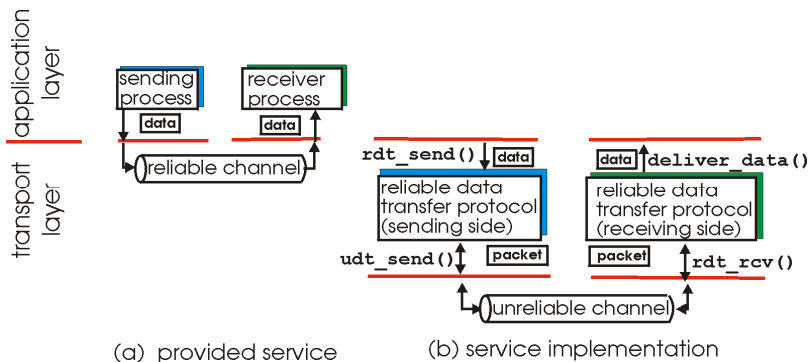 application
layer
transport
layer
sending
process
receiver
process
data
data
reliable channel
(a) provided service
rdt_send()
data
data
deliver_data()
reliable data
transfer protocol
(sending side)
reliable data
transfer protocol
(receiving side)
udt_send()
packet
packet
rdt_rcv()
unreliable channel
(b) service implementation